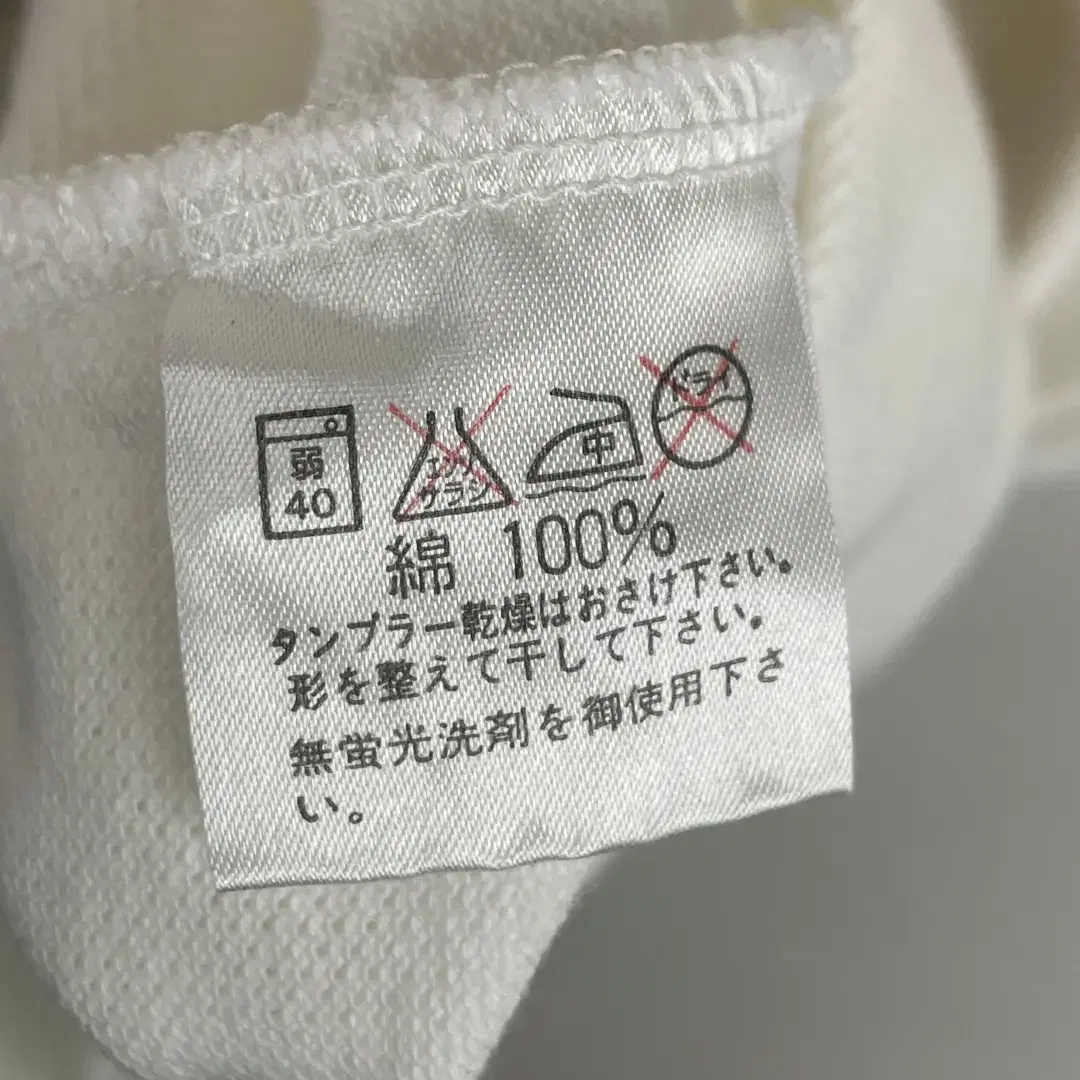 弱
40
エンソ
サラシ
中
ドライ
綿 100%
タンブラー乾燥はおさけ下さい。
形を整えて干して下さい。
無蛍光洗剤を御使用下さ
い。